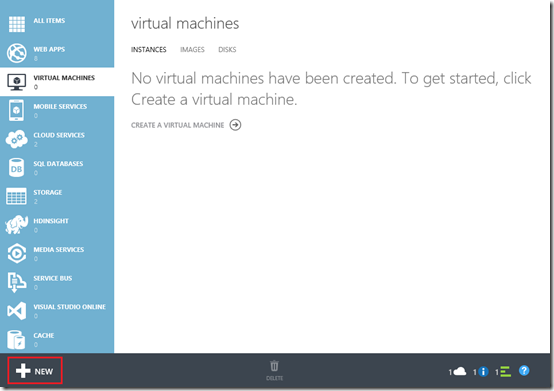 ALL ITEMS
WEB APPS
8
VIRTUAL MACHINES
0
MOBILE SERVICES
0
CLOUD SERVICES
2
SQL DATABASES
0
STORAGE
2
HDINSIGHT
0
MEDIA SERVICES
0
SERVICE BUS
0
VISUAL STUDIO ONLINE
0
CACHE
0
virtual machines
INSTANCES IMAGES DISKS
No virtual machines have been created. To get started, click
Create a virtual machine.
CREATE A VIRTUAL MACHINE
NEW
DELETE
1 1 i 1 ?
DB